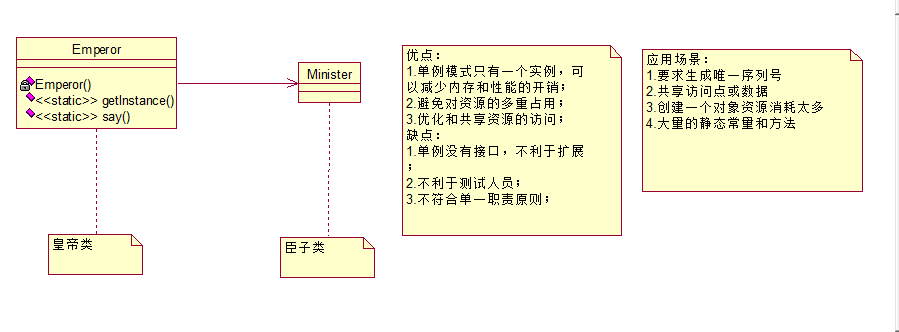 Emperor
Emperor()
<<static>> getInstance()
<<static>> say()
Minister
皇帝类
臣子类
优点：
1.单例模式只有一个实例，可
以减少内存和性能的开销；
2.避免对资源的多重占用；
3.优化和共享资源的访问；
缺点：
1.单例没有接口，不利于扩展
；
2.不利于测试人员；
3.不符合单一职责原则；
应用场景：
1.要求生成唯一序列号
2.共享访问点或数据
3.创建一个对象资源消耗太多
4.大量的静态常量和方法